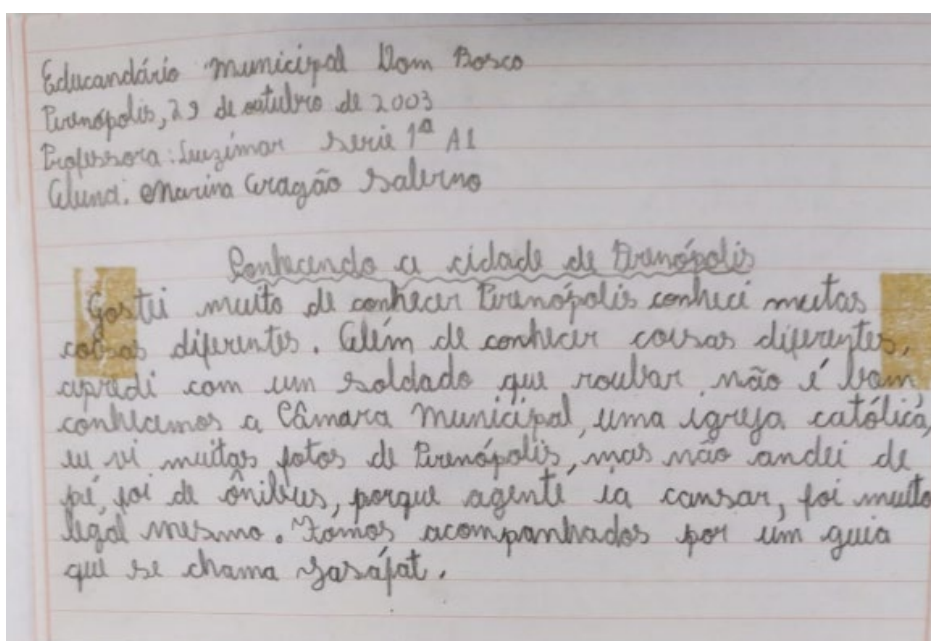 Educandário Municipal Dom Bosco
Pirenópolis, 29 de outubro de 2003
Professora: Luzimar serie 1ª A1
Aluna: Marina Aragão Salerno
Conhecendo a cidade de Pirenópolis
Gostei muito de conhecer Pirenópolis conheci muitas
coisas diferentes. Além de conhecer coisas diferentes,
apredi com um soldado que roubar não é bom,
conhecemos a Câmara Municipal, uma igreja católica,
eu vi muitas fotos de Pirenópolis, mas não andei de
pé, foi de ônibus, porque agente ia cansar, foi muito
legal mesmo. Fomos acompanhados por um guia
que se chama